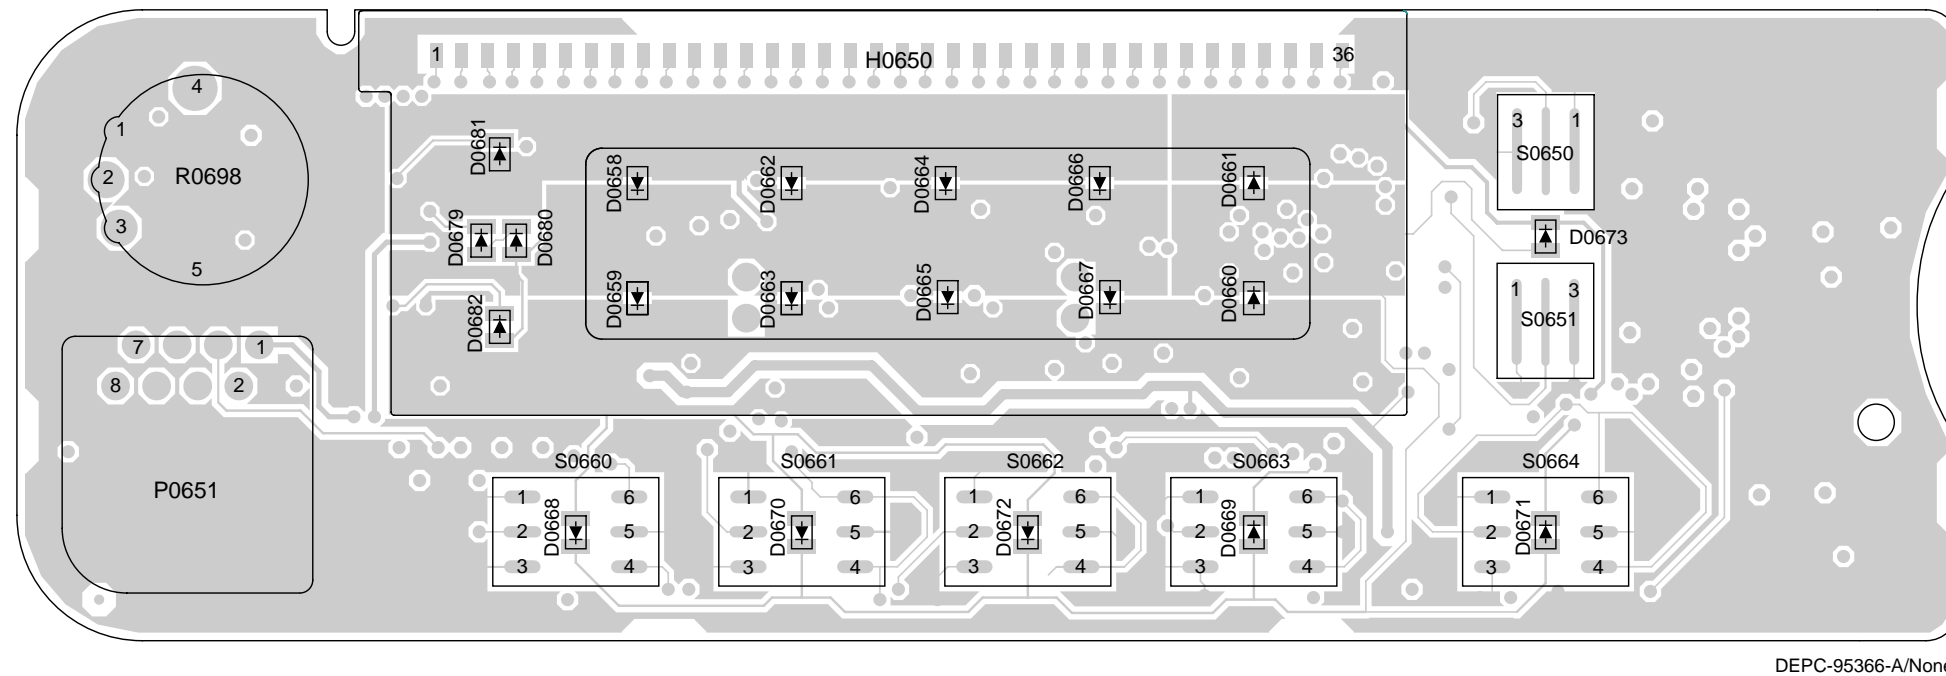 1
H0650
36
4
1
2
R0698
3
5
D0681
D0658
D0662
D0664
D0666
D0661
3
1
S0650
D0679
D0680
D0673
D0682
D0659
D0663
D0665
D0667
D0660
1
3
S0651
7
1
8
2
P0651
S0660
S0661
S0662
S0663
S0664
1
6
2
D0668
5
3
4
1
6
2
D0670
5
3
4
1
6
2
D0672
5
3
4
1
6
2
D0669
5
3
4
1
6
2
D0671
5
3
4
DEPC-95366-A/None